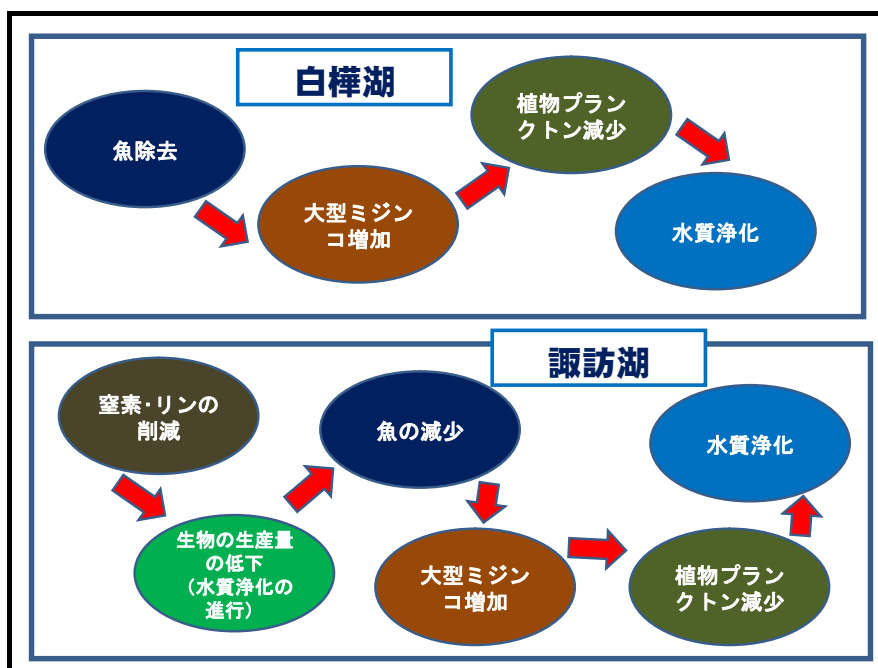 白樺湖
魚除去
大型ミジン
コ増加
植物プラン
クトン減少
水質浄化
諏訪湖
窒素・リンの
削減
生物の生産量
の低下
（水質浄化の
進行）
魚の減少
大型ミジン
コ増加
植物プラン
クトン減少
水質浄化